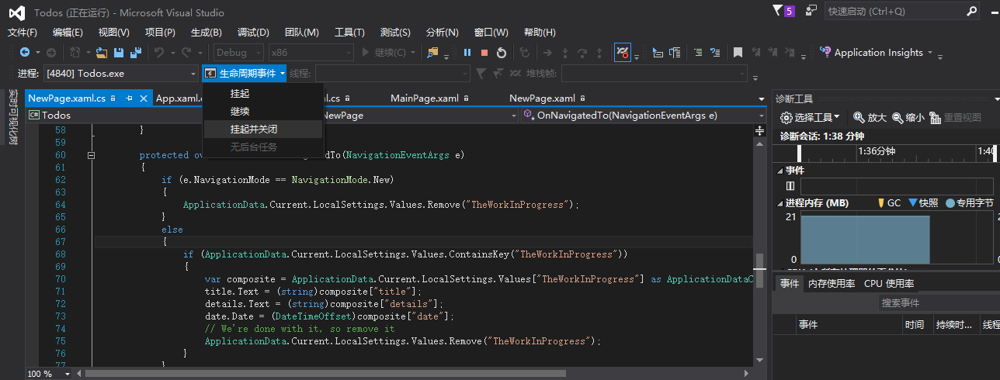 Todos (正在运行) - Microsoft Visual Studio
5
快速启动 (Ctrl+Q)
文件(F) 编辑(E) 视图(V) 项目(P) 生成(B) 调试(D) 团队(M) 工具(T) 测试(S) 分析(N) 窗口(W) 帮助(H)
Debug x86 继续(C) Application Insights
进程: [4840] Todos.exe 生命周期事件 线程: 堆栈帧:
挂起
继续
挂起并关闭
无后台任务
实时可视化树
NewPage.xaml.cs App.xaml. .cs MainPage.xaml NewPage.xaml
Todos NewPage OnNavigatedTo(NavigationEventArgs e)
58 }
59
60 protected ov edTo(NavigationEventArgs e)
61 {
62 if (e.NavigationMode == NavigationMode.New)
63 {
64 ApplicationData.Current.LocalSettings.Values.Remove("TheWorkInProgress");
65 }
66 else
67 {
68 if (ApplicationData.Current.LocalSettings.Values.ContainsKey("TheWorkInProgress"))
69 {
70 var composite = ApplicationData.Current.LocalSettings.Values["TheWorkInProgress"] as ApplicationDataC
71 title.Text = (string)composite["title"];
72 details.Text = (string)composite["details"];
73 date.Date = (DateTimeOffset)composite["date"];
74 // We're done with it, so remove it
75 ApplicationData.Current.LocalSettings.Values.Remove("TheWorkInProgress");
76 }
77 }
100 %
诊断工具
选择工具 放大 缩小 重置视图
诊断会话: 1:38 分钟
1:36分钟 1:40
事件
进程内存 (MB) GC 快照 专用字节
21 2
0 0
事件 内存使用率 CPU 使用率
搜索事件
事件 时间 持续时... 线程